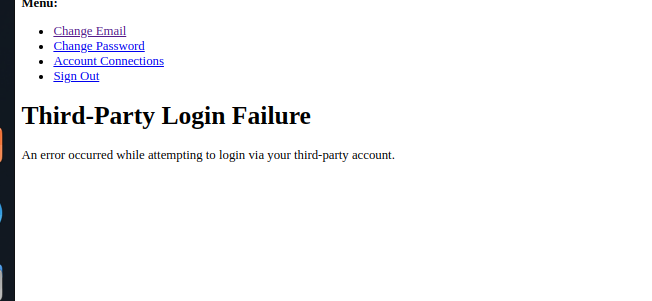 Menu:
Change Email
Change Password
Account Connections
Sign Out
Third-Party Login Failure
An error occurred while attempting to login via your third-party account.